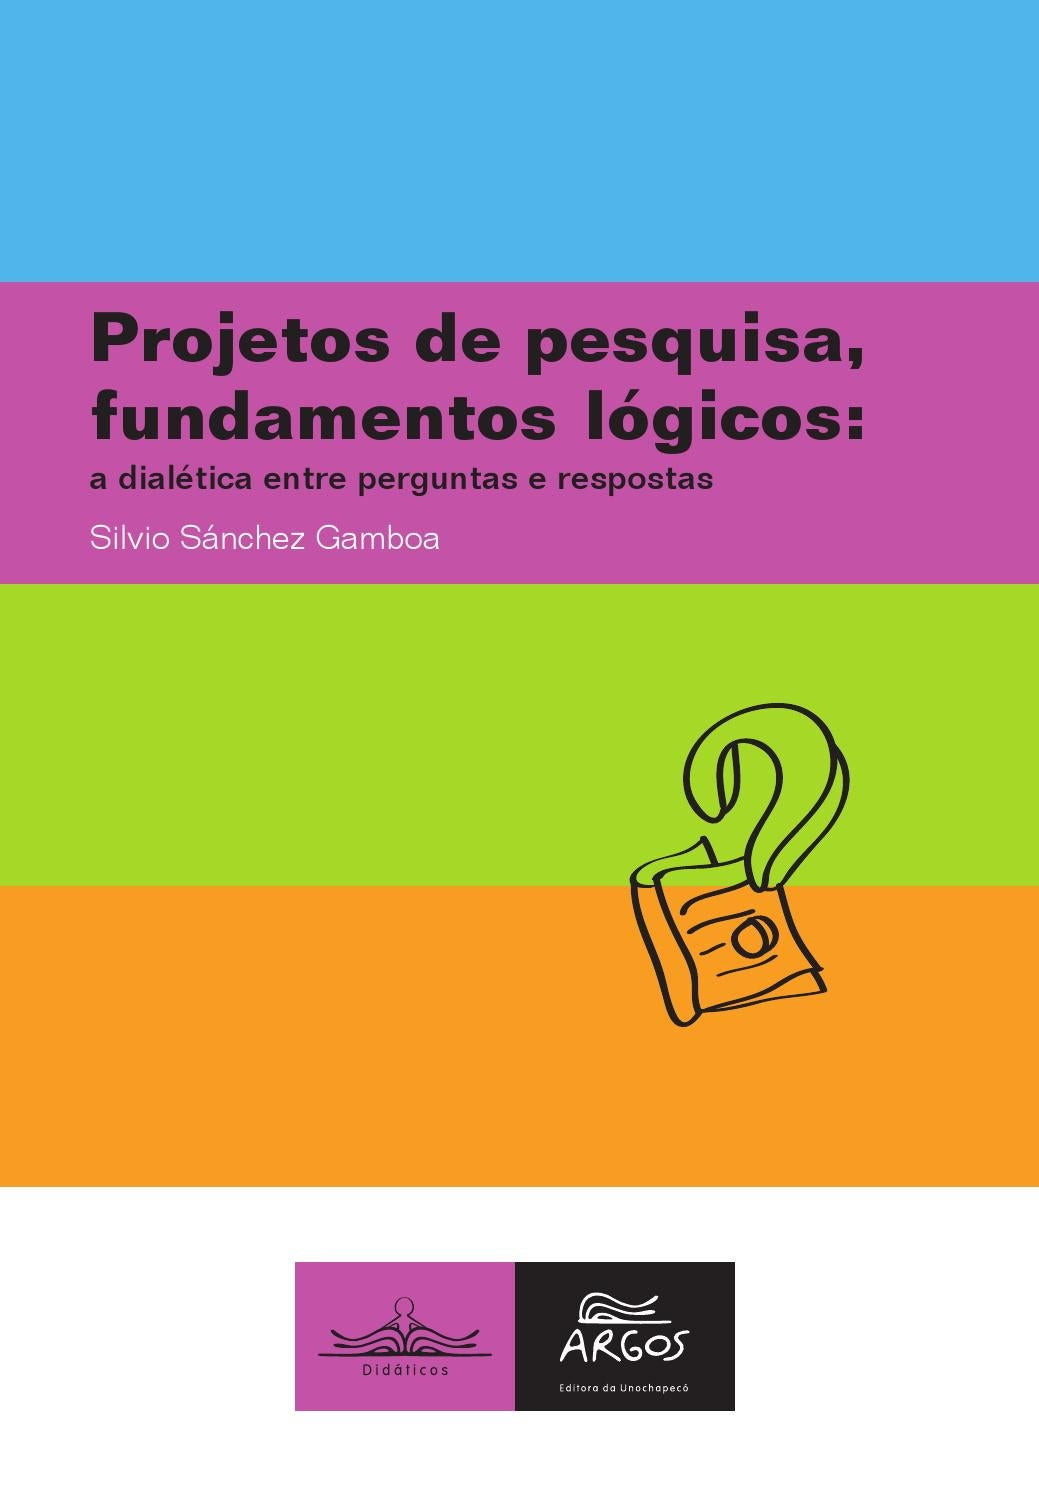 Projetos de pesquisa,
fundamentos lógicos:
a dialética entre perguntas e respostas
Silvio Sánchez Gamboa
Didáticos
ARGOS
Editora da Unochapecó